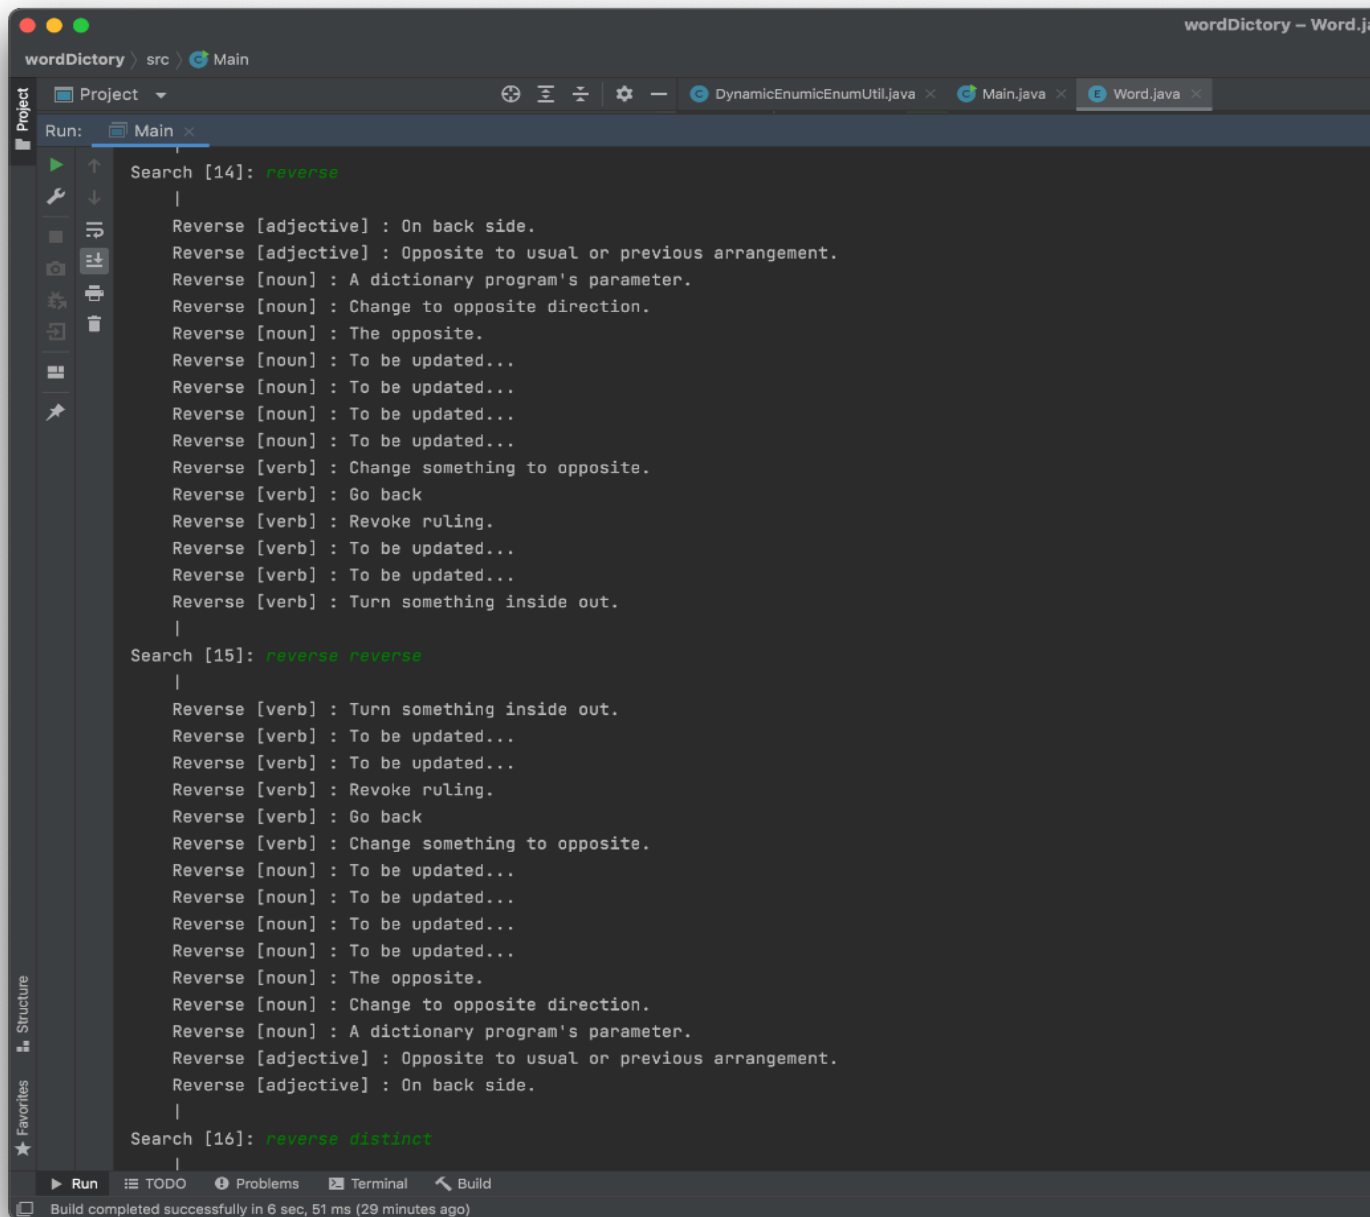 wordDictory – Word.ja
wordDictory src Main
Project
Project
DynamicEnumicEnumUtil.java
Main.java
Word.java
Run: Main
|
Search [14]: reverse
|
Reverse [adjective] : On back side.
Reverse [adjective] : Opposite to usual or previous arrangement.
Reverse [noun] : A dictionary program's parameter.
Reverse [noun] : Change to opposite direction.
Reverse [noun] : The opposite.
Reverse [noun] : To be updated...
Reverse [noun] : To be updated...
Reverse [noun] : To be updated...
Reverse [noun] : To be updated...
Reverse [verb] : Change something to opposite.
Reverse [verb] : Go back
Reverse [verb] : Revoke ruling.
Reverse [verb] : To be updated...
Reverse [verb] : To be updated...
Reverse [verb] : Turn something inside out.
|
Search [15]: reverse reverse
|
Reverse [verb] : Turn something inside out.
Reverse [verb] : To be updated...
Reverse [verb] : To be updated...
Reverse [verb] : Revoke ruling.
Reverse [verb] : Go back
Reverse [verb] : Change something to opposite.
Reverse [noun] : To be updated...
Reverse [noun] : To be updated...
Reverse [noun] : To be updated...
Reverse [noun] : To be updated...
Reverse [noun] : The opposite.
Reverse [noun] : Change to opposite direction.
Reverse [noun] : A dictionary program's parameter.
Reverse [adjective] : Opposite to usual or previous arrangement.
Reverse [adjective] : On back side.
|
Search [16]: reverse distinct
|
Structure
Favorites
Run TODO Problems Terminal Build
Build completed successfully in 6 sec, 51 ms (29 minutes ago)